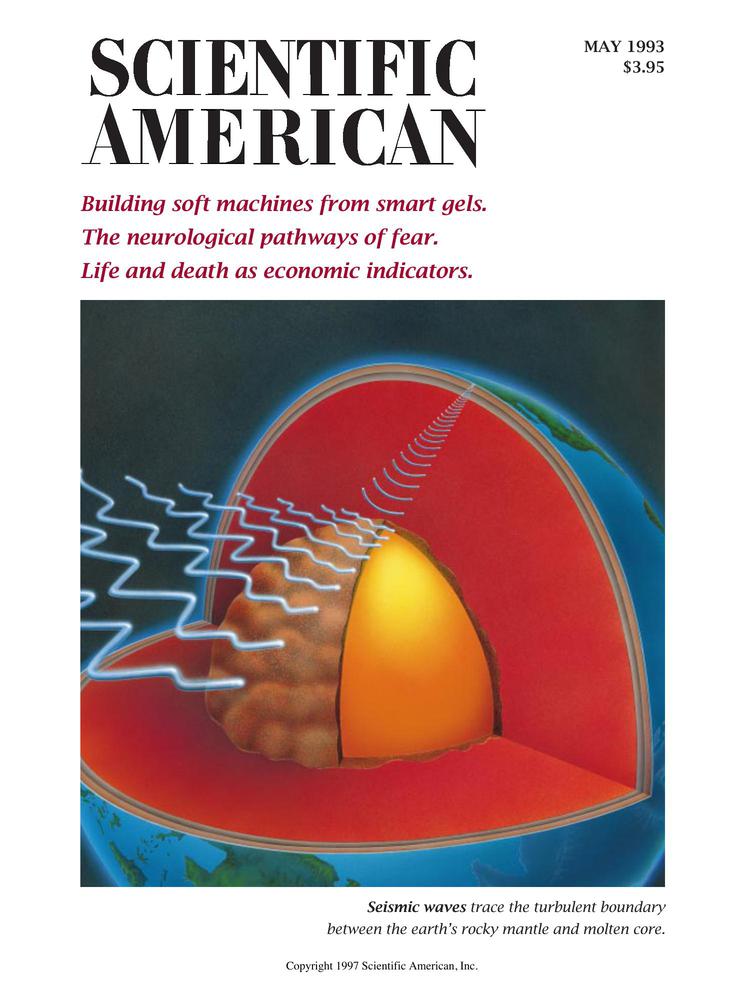 SCIENTIFIC
AMERICAN
MAY 1993
$3.95
Building soft machines from smart gels.
The neurological pathways of fear.
Life and death as economic indicators.
Seismic waves trace the turbulent boundary
between the earth's rocky mantle and molten core.
Copyright 1997 Scientific American, Inc.